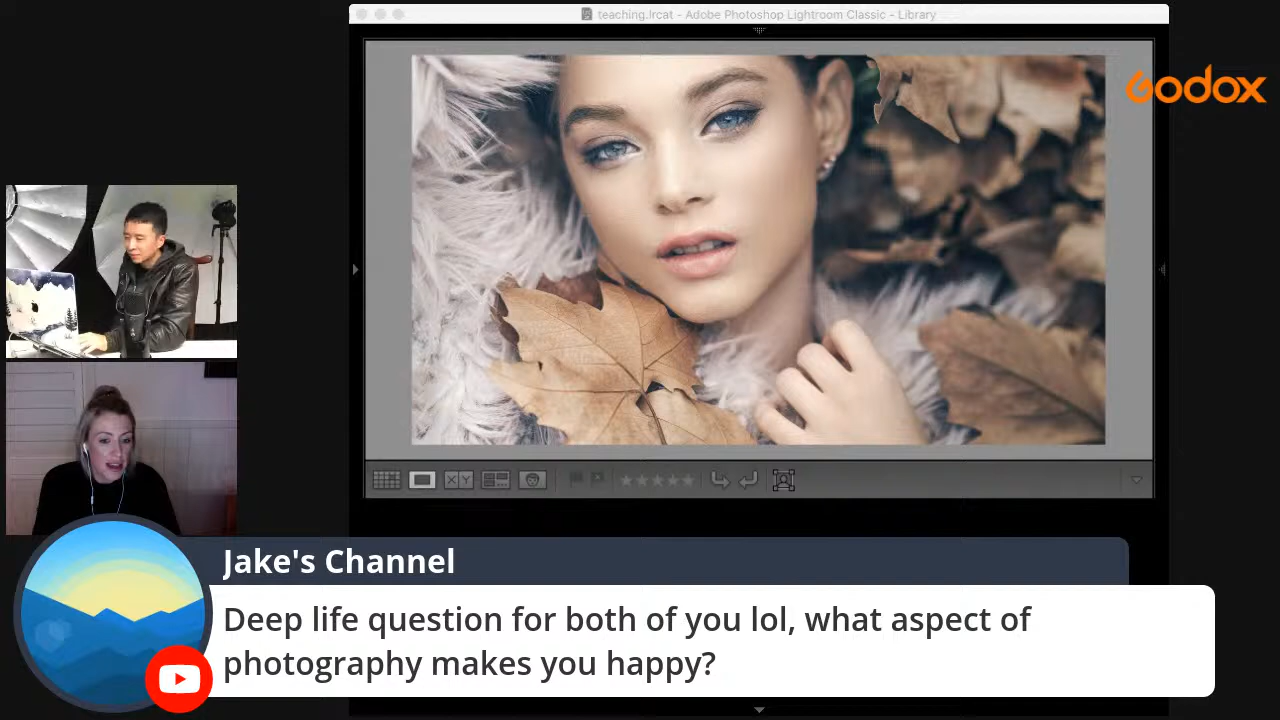 teaching.lrcat - Adobe Photoshop Lightroom Classic - Library
Godox
X Y
Jake's Channel
Deep life question for both of you lol, what aspect of
photography makes you happy?